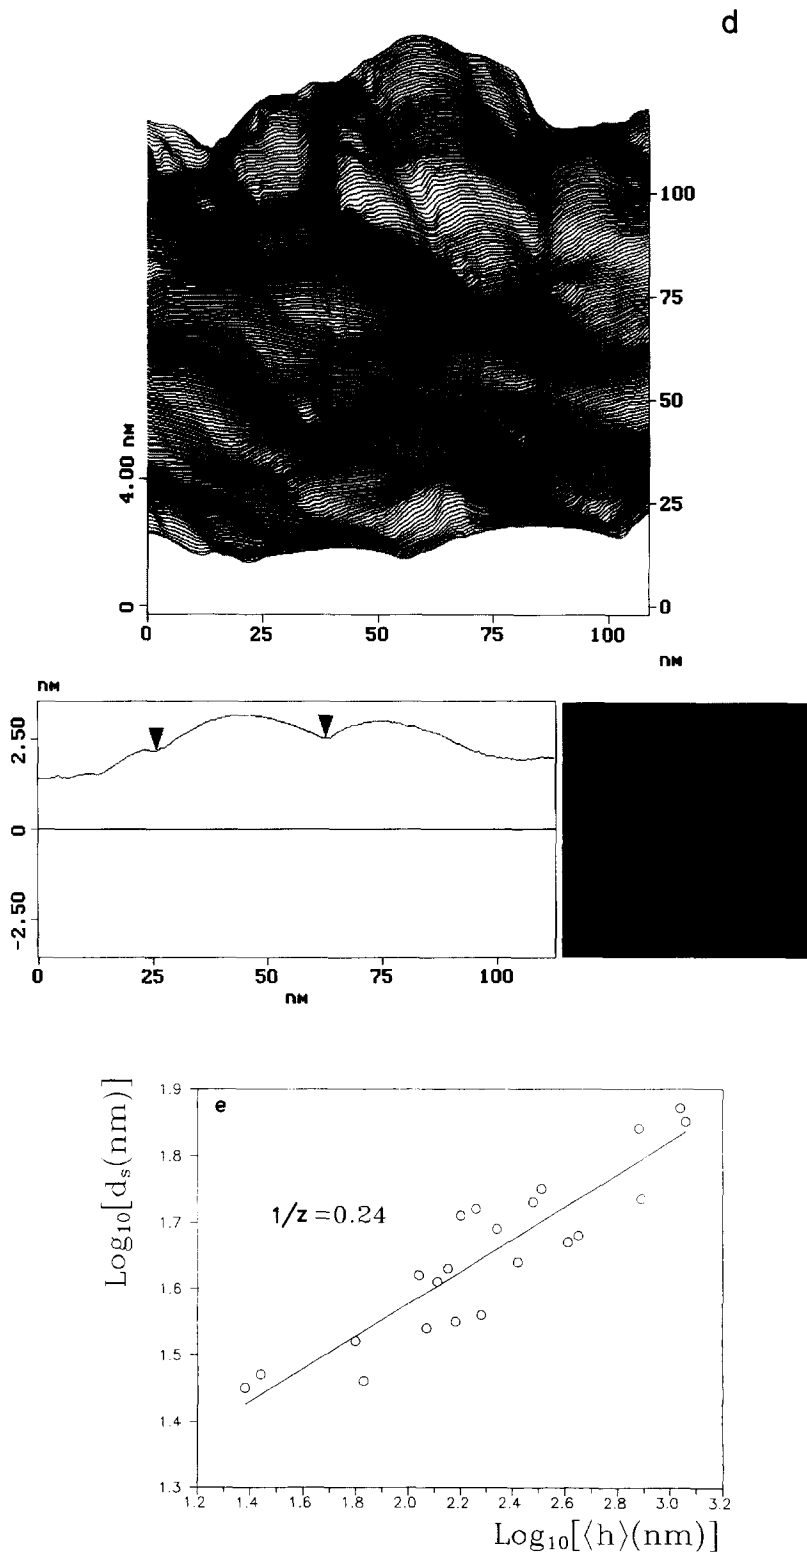 d
100
75
50
25
0
4.00 nM
0
0 25 50 75 100
nM
nM
2.50
0
-2.50
0 25 50 75 100
nM
e
1/z = 0.24
Log10[ds(nm)]
1.9
1.8
1.7
1.6
1.5
1.4
1.3
1.2 1.4 1.6 1.8 2.0 2.2 2.4 2.6 2.8 3.0 3.2
Log10[⟨h⟩(nm)]